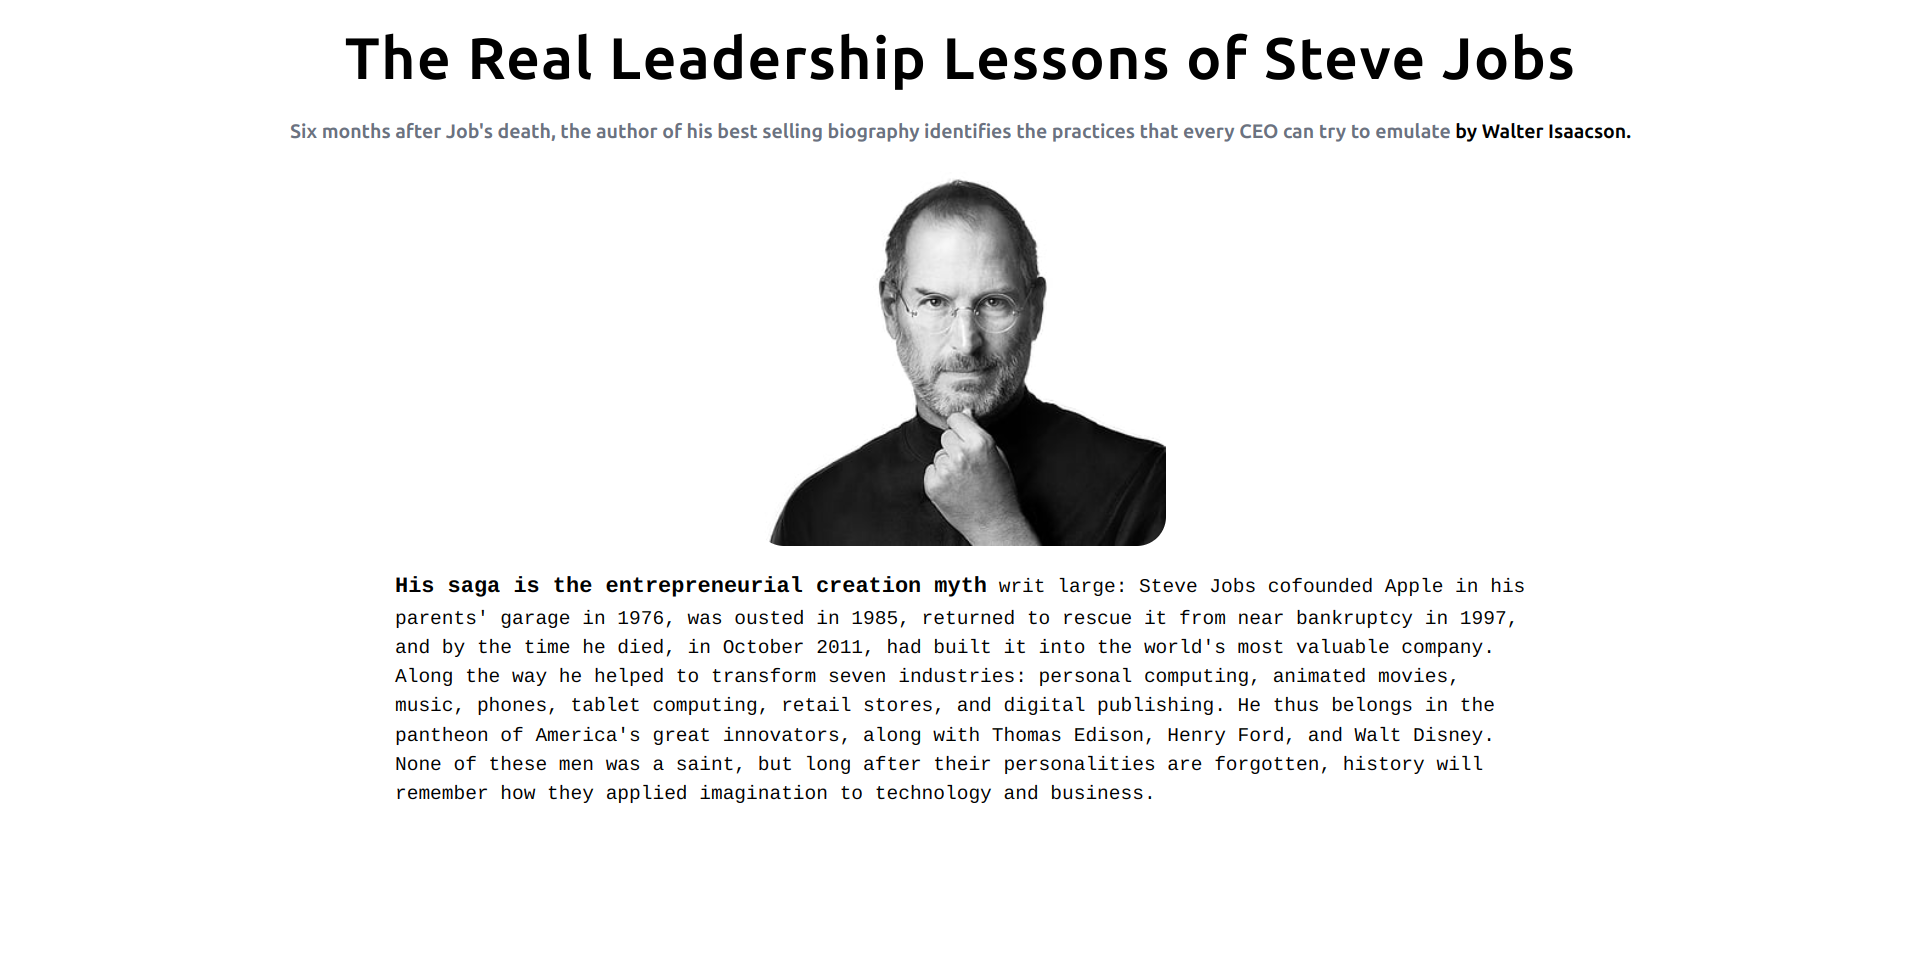 The Real Leadership Lessons of Steve Jobs
Six months after Job's death, the author of his best selling biography identifies the practices that every CEO can try to emulate by Walter Isaacson.
His saga is the entrepreneurial creation myth writ large: Steve Jobs cofounded Apple in his
parents' garage in 1976, was ousted in 1985, returned to rescue it from near bankruptcy in 1997,
and by the time he died, in October 2011, had built it into the world's most valuable company.
Along the way he helped to transform seven industries: personal computing, animated movies,
music, phones, tablet computing, retail stores, and digital publishing. He thus belongs in the
pantheon of America's great innovators, along with Thomas Edison, Henry Ford, and Walt Disney.
None of these men was a saint, but long after their personalities are forgotten, history will
remember how they applied imagination to technology and business.